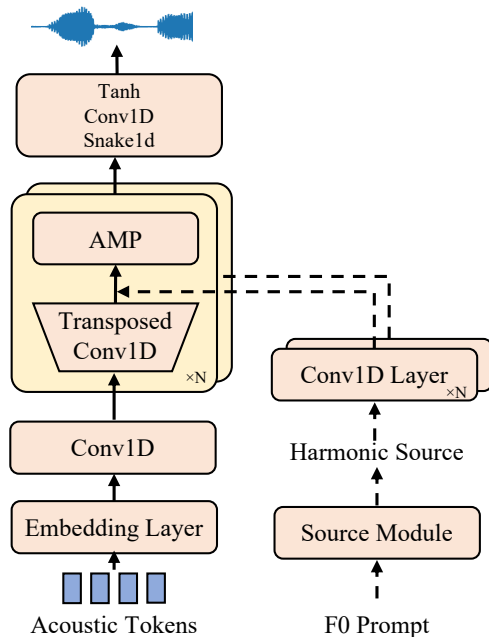 Tanh
Conv1D
Snake1d
AMP
Transposed
Conv1D
×N
Conv1D
Embedding Layer
Acoustic Tokens
Conv1D Layer
×N
Harmonic Source
Source Module
F0 Prompt